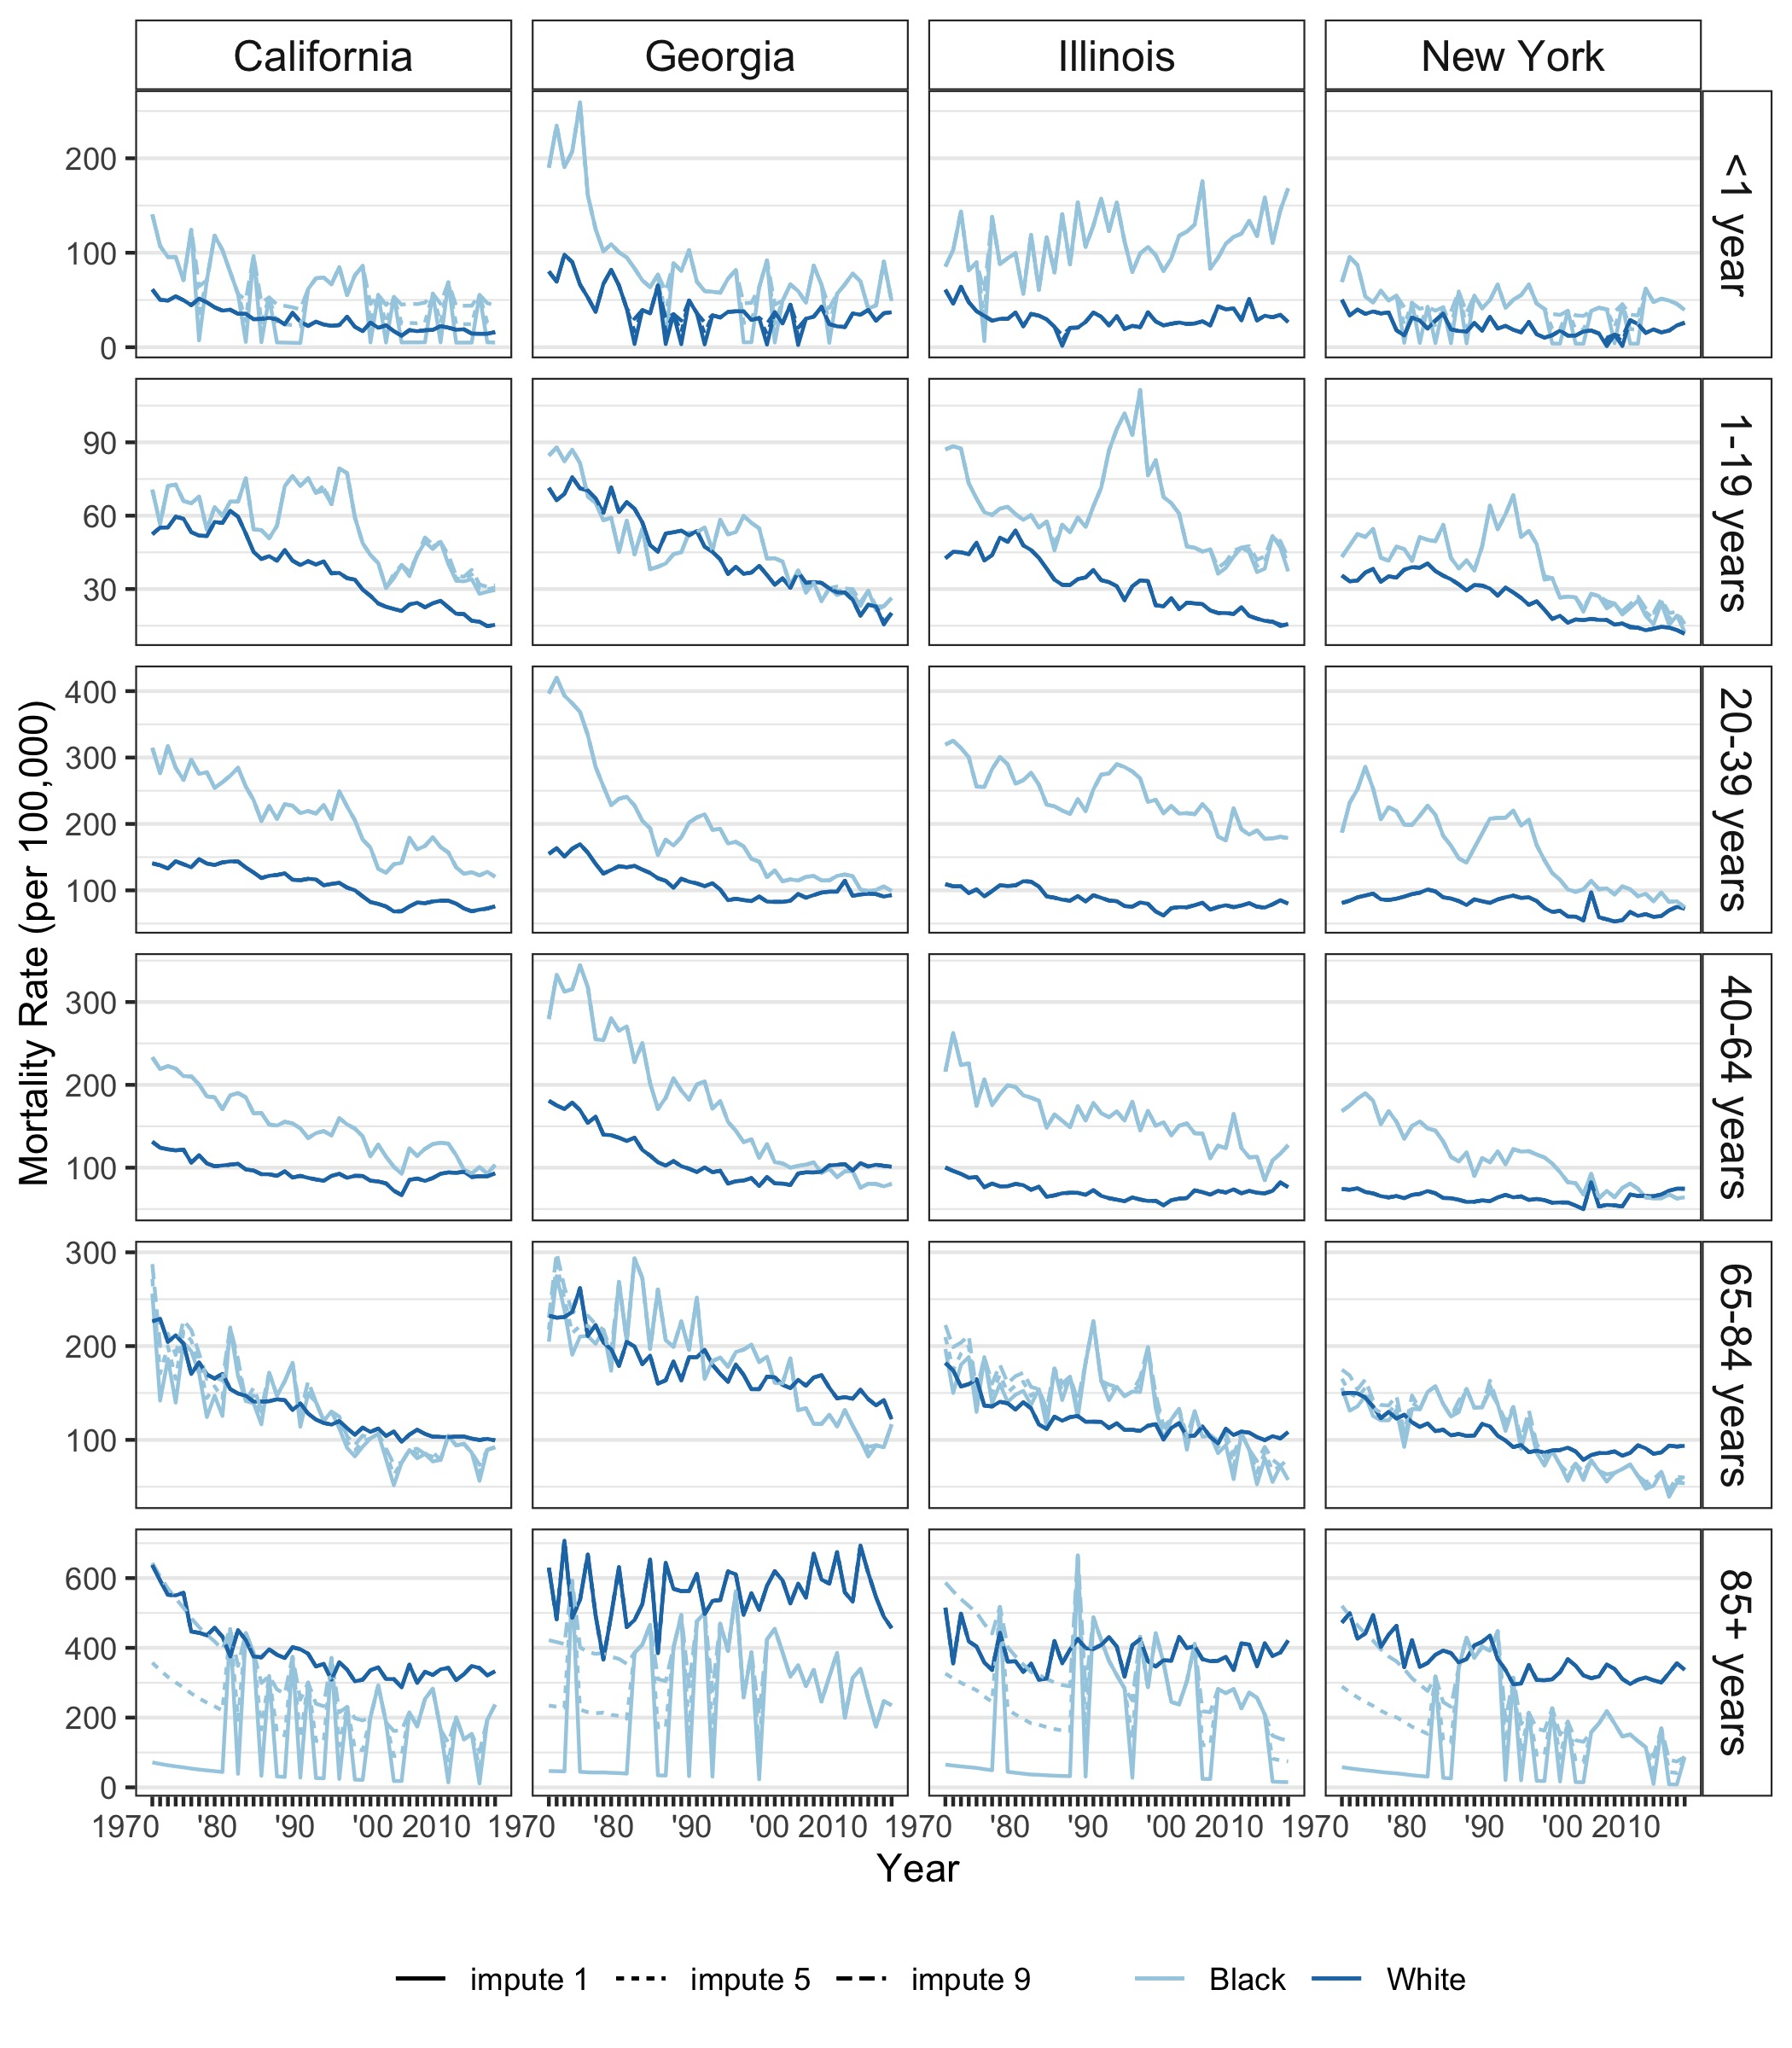 California Georgia Illinois New York
200
100
0
<1 year
90
60
30
1-19 years
400
300
200
100
20-39 years
300
200
100
40-64 years
300
200
100
65-84 years
600
400
200
0
85+ years
Mortality Rate (per 100,000)
1970 '80 '90 '00 2010 1970 '80 '90 '00 2010 1970 '80 '90 '00 2010 1970 '80 '90 '00 2010
Year
impute 1 impute 5 impute 9 Black White